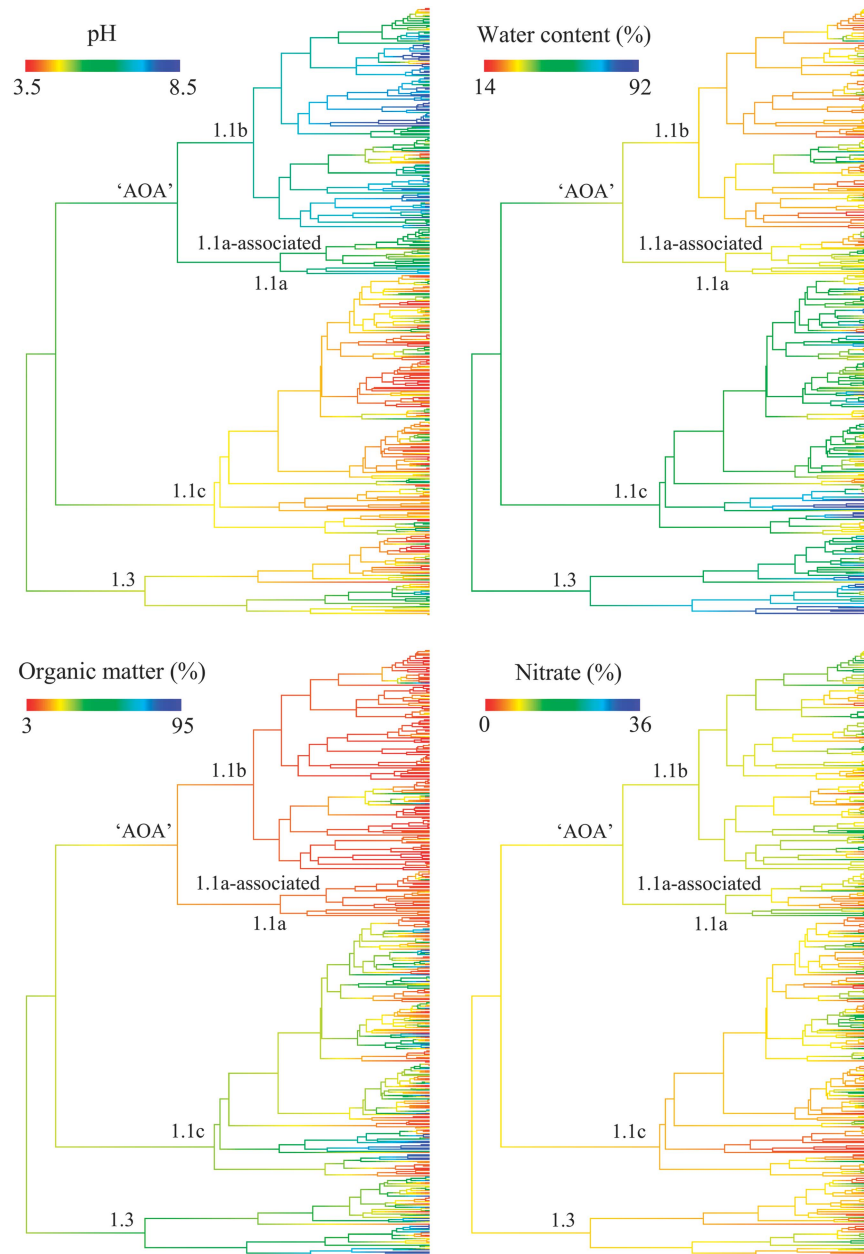 pH
3.5 8.5
1.1b
‘AOA’
1.1a-associated
1.1a
1.1c
1.3
Water content (%)
14 92
1.1b
‘AOA’
1.1a-associated
1.1a
1.1c
1.3
Organic matter (%)
3 95
1.1b
‘AOA’
1.1a-associated
1.1a
1.1c
1.3
Nitrate (%)
0 36
1.1b
‘AOA’
1.1a-associated
1.1a
1.1c
1.3